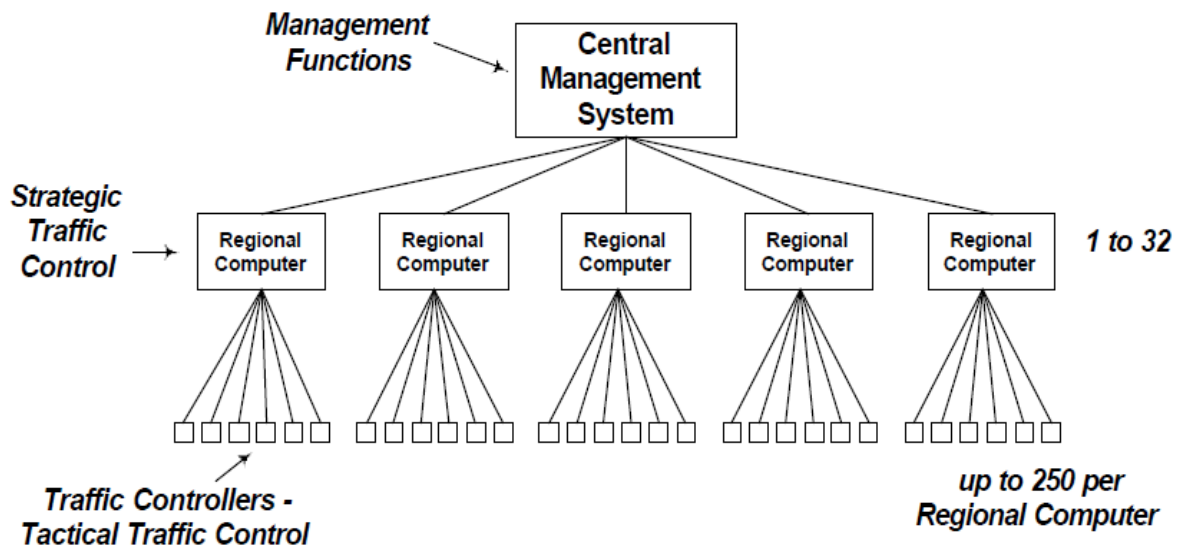 Management
Functions
Central
Management
System
Strategic
Traffic
Control
Regional
Computer
Regional
Computer
Regional
Computer
Regional
Computer
Regional
Computer
1 to 32
Traffic Controllers -
Tactical Traffic Control
up to 250 per
Regional Computer